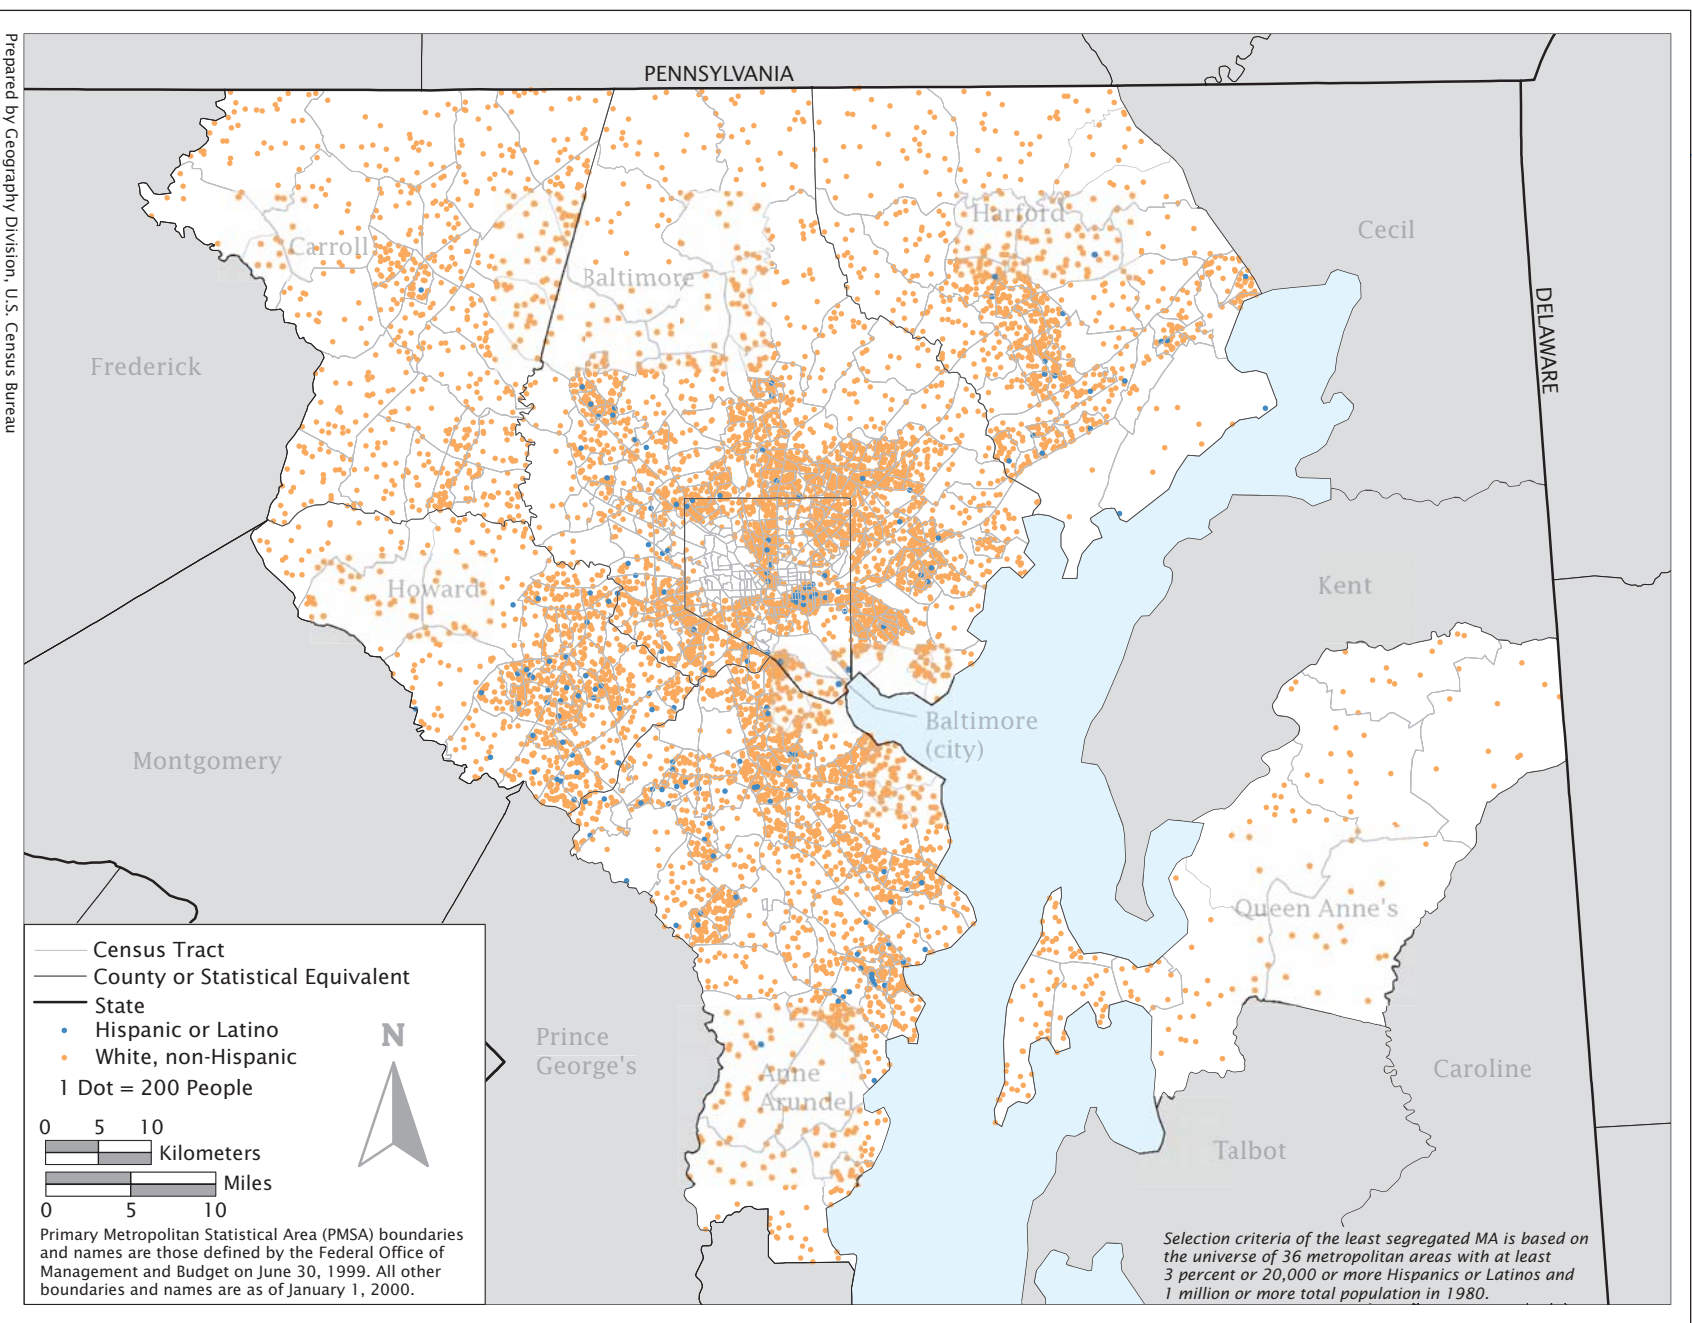 Prepared by Geography Division, U.S. Census Bureau
PENNSYLVANIA
Harford
Cecil
Carroll
Baltimore
DELAWARE
Frederick
Howard
Kent
Baltimore
(city)
Montgomery
Queen Anne's
Prince
George's
Anne
Arundel
Caroline
Talbot
Census Tract
County or Statistical Equivalent
State
Hispanic or Latino
White, non-Hispanic
1 Dot = 200 People
N
0 5 10
Kilometers
Miles
0 5 10
Primary Metropolitan Statistical Area (PMSA) boundaries
and names are those defined by the Federal Office of
Management and Budget on June 30, 1999. All other
boundaries and names are as of January 1, 2000.
Selection criteria of the least segregated MA is based on
the universe of 36 metropolitan areas with at least
3 percent or 20,000 or more Hispanics or Latinos and
1 million or more total population in 1980.